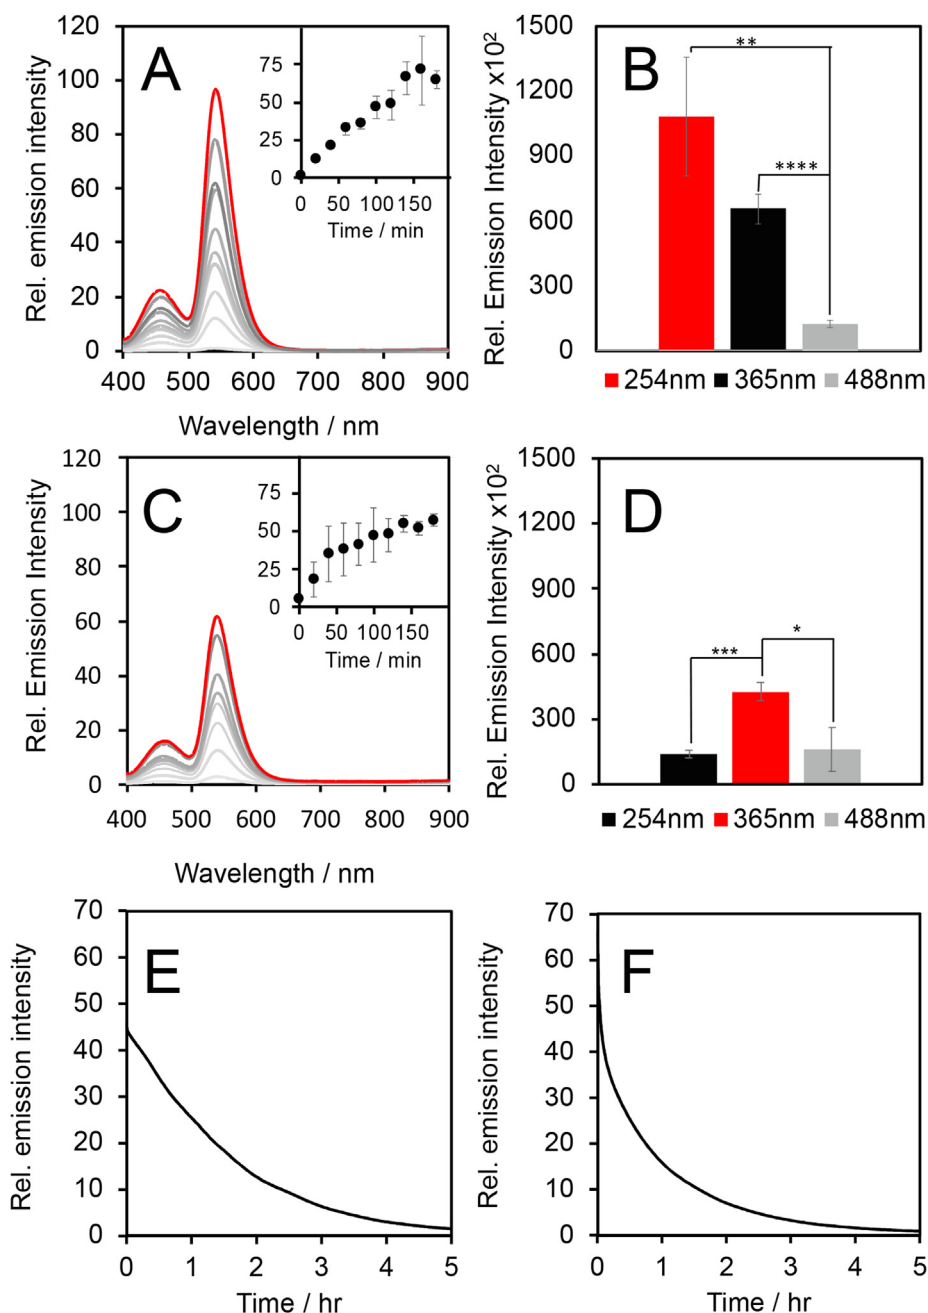 A
Rel. emission intensity
120
100
80
60
40
20
0
400 500 600 700 800 900
Wavelength / nm
75
50
25
0
0 50 100 150
Time / min
B
Rel. Emission Intensity x10²
1500
1200
900
600
300
0
**
****
254nm 365nm 488nm
C
Rel. Emission Intensity
120
100
80
60
40
20
0
400 500 600 700 800 900
Wavelength / nm
75
50
25
0
0 50 100 150
Time / min
D
Rel. Emission Intensity x10²
1500
1200
900
600
300
0
***
*
254nm 365nm 488nm
E
Rel. emission intensity
70
60
50
40
30
20
10
0
0 1 2 3 4 5
Time / hr
F
Rel. emission intensity
70
60
50
40
30
20
10
0
0 1 2 3 4 5
Time / hr